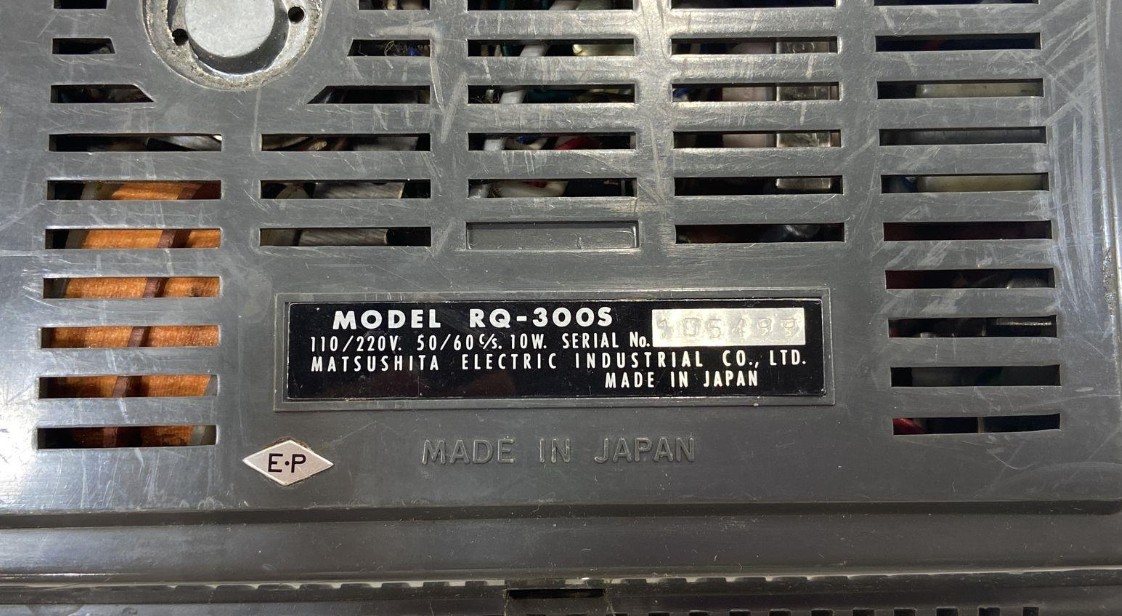 MODEL RQ-300S
110/220V. 50/60 c/s. 10W. SERIAL No.
MATSUSHITA ELECTRIC INDUSTRIAL CO., LTD.
MADE IN JAPAN
E·P
MADE IN JAPAN